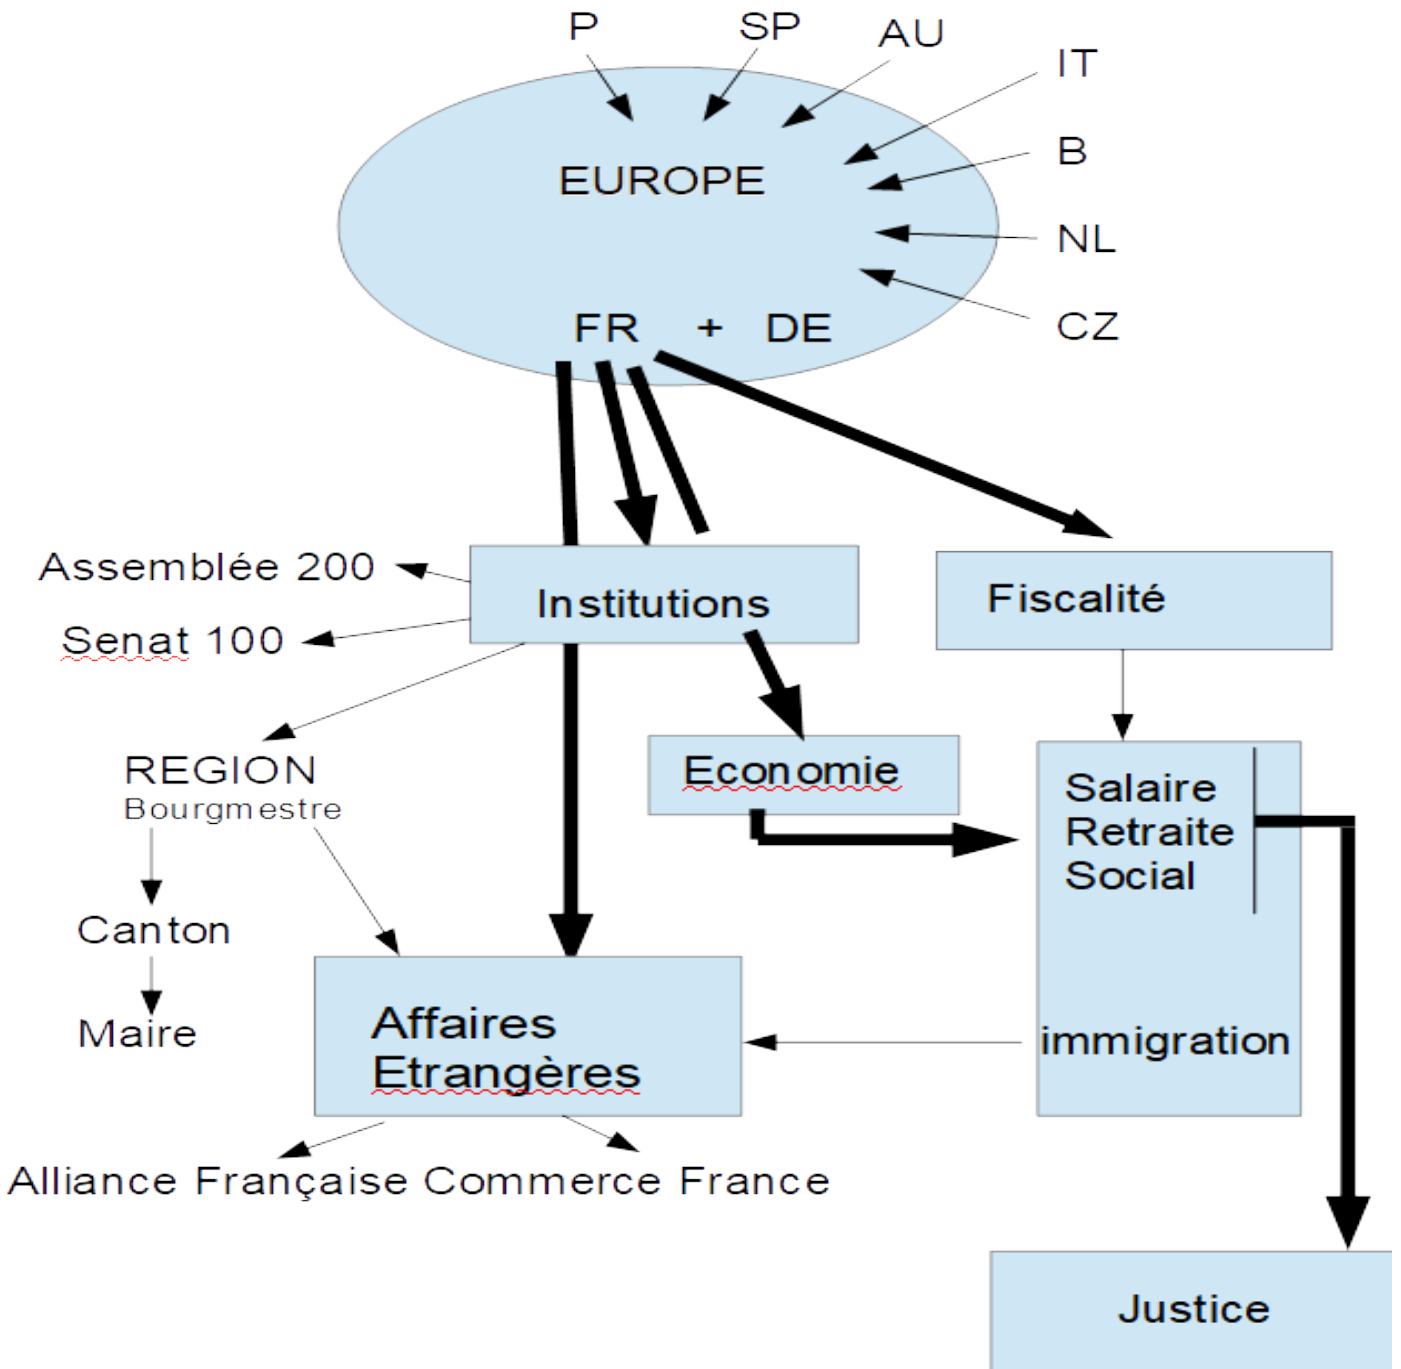 P
SP
AU
IT
B
NL
CZ
EUROPE
FR + DE
Assemblée 200
Senat 100
Institutions
Fiscalité
REGION
Bourgmestre
Economie
Salaire
Retraite
Social
Canton
Maire
Affaires
Etrangères
immigration
Alliance Française
Commerce France
Justice